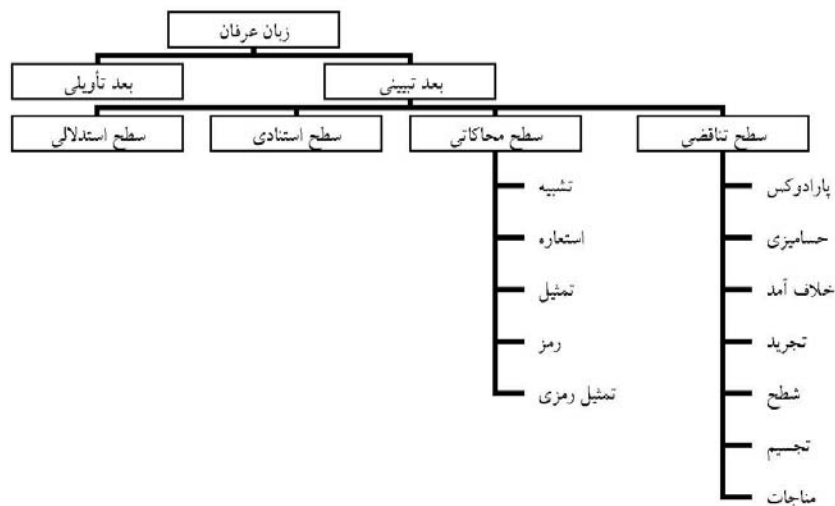 زبان عرفان
بعد تبیینی
بعد تأویلی
سطح تناقضی
سطح محاکاتی
سطح استنادی
سطح استدلالی
پارادوکس
حسامیزی
خلاف آمد
تجرید
شطح
تجسیم
مناجات
تشبیه
استعاره
تمثیل
رمز
تمثیل رمزی